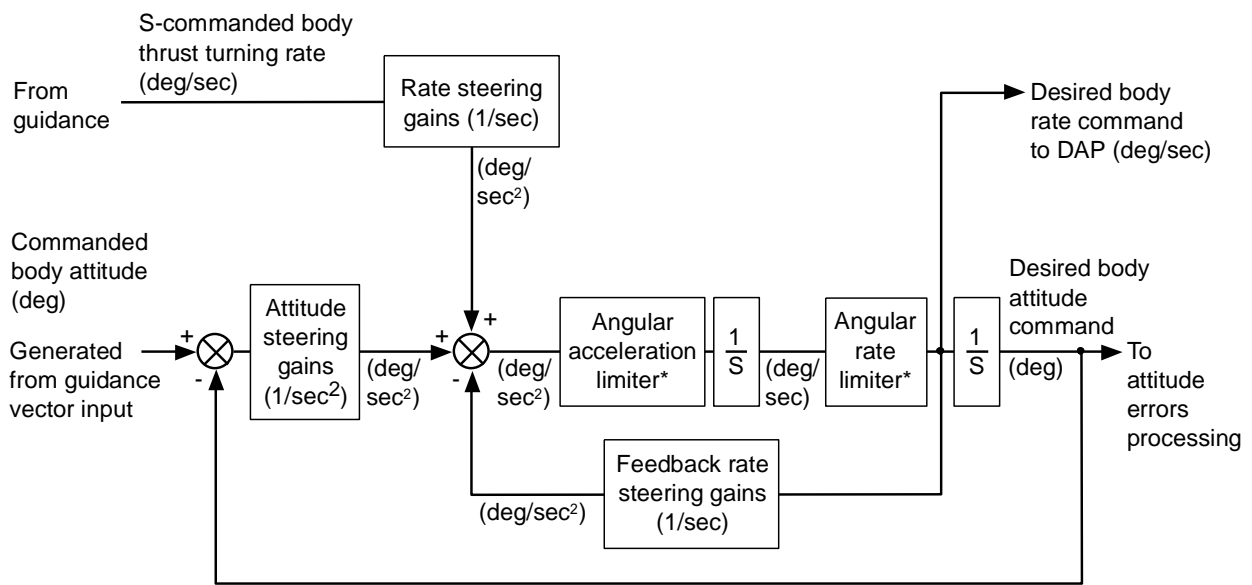 S-commanded body
thrust turning rate
(deg/sec)
From
guidance
Rate steering
gains (1/sec)
(deg/
sec²)
Desired body
rate command
to DAP (deg/sec)
Commanded
body attitude
(deg)
Generated
from guidance
vector input
+
-
Attitude
steering
gains
(1/sec²)
(deg/
sec²)
+
+
-
(deg/
sec²)
Angular
acceleration
limiter*
1
S
(deg/
sec)
Angular
rate
limiter*
1
S
Desired body
attitude
command
(deg)
To
attitude
errors
processing
Feedback rate
steering gains
(1/sec)
(deg/sec²)